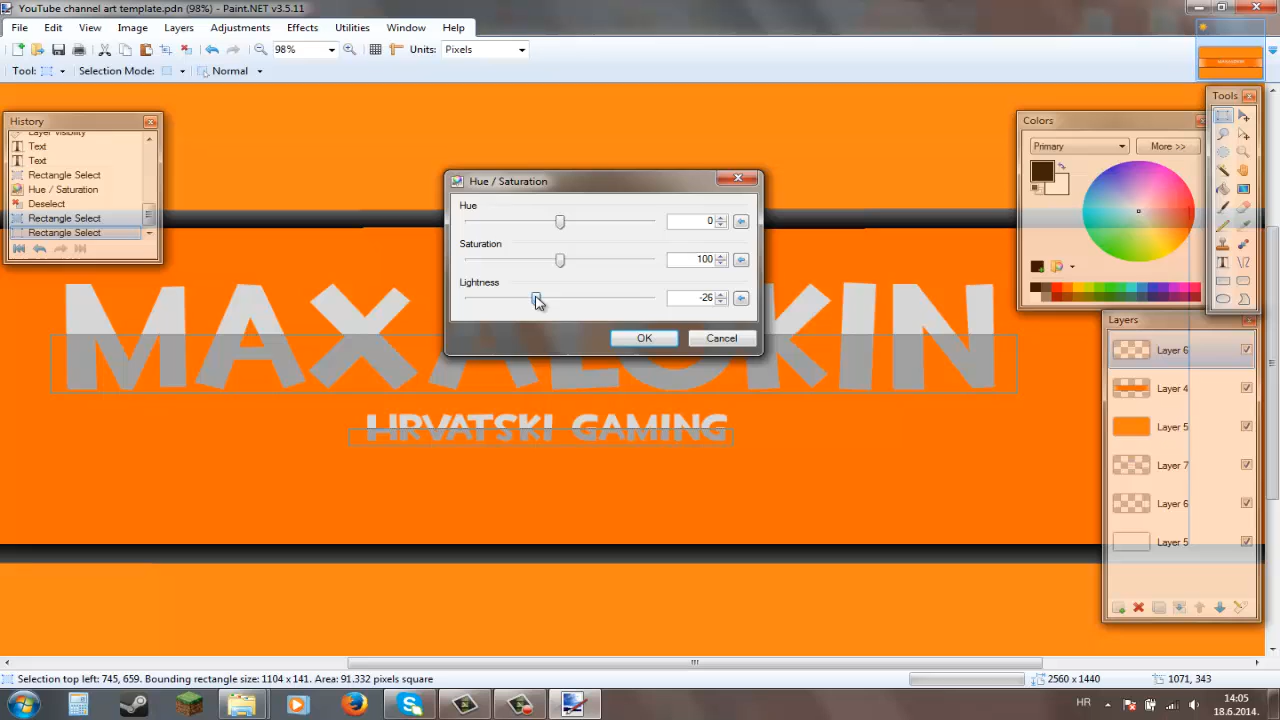 YouTube channel art template.pdn (98%) - Paint.NET v3.5.11
File Edit View Image Layers Adjustments Effects Utilities Window Help
98% Units: Pixels
Tool: Selection Mode: Normal
History
Layer Visibility
Text
Text
Rectangle Select
Hue / Saturation
Deselect
Rectangle Select
Rectangle Select
Hue / Saturation
Hue
0
Saturation
100
Lightness
-26
OK Cancel
Colors
Primary More >>
Tools
Layers
Layer 6
Layer 4
Layer 5
Layer 7
Layer 6
Layer 5
HRVATSKI GAMING
Selection top left: 745, 659. Bounding rectangle size: 1104 x 141. Area: 91.332 pixels square
2560 x 1440
1071, 343
HR
14:05
18.6.2014.